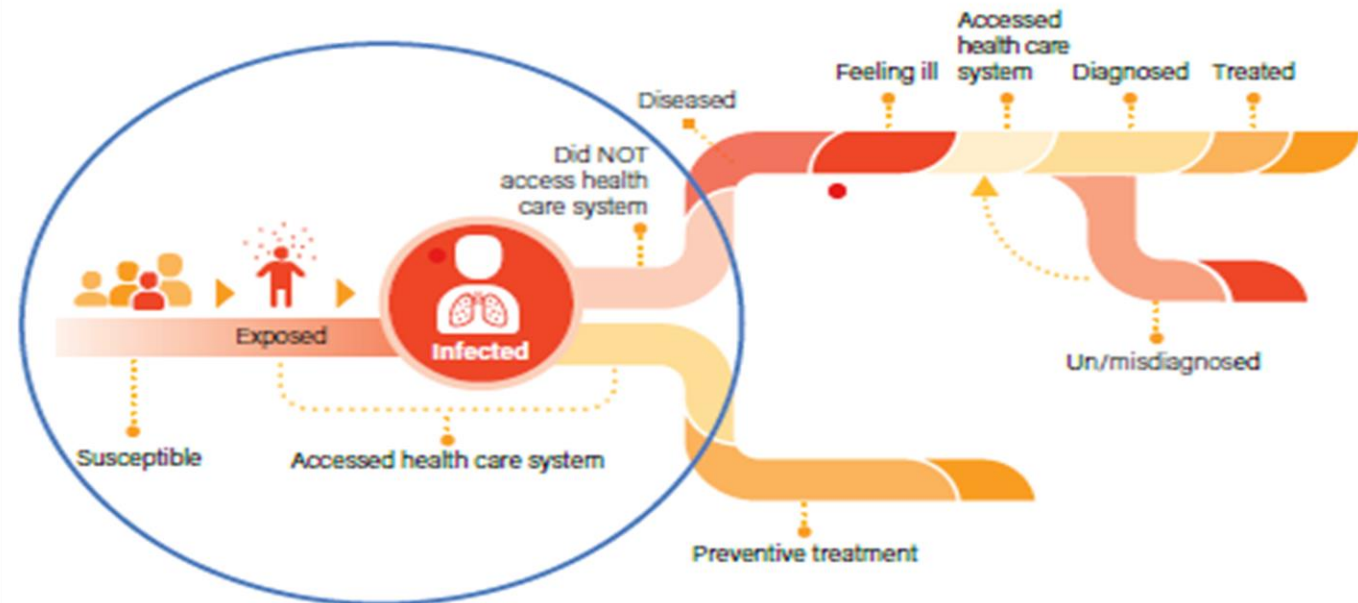 Accessed
health care
system
Feeling ill
Diagnosed
Treated
Diseased
Did NOT
access health
care system
Exposed
Infected
Susceptible
Accessed health care system
Un/misdiagnosed
Preventive treatment